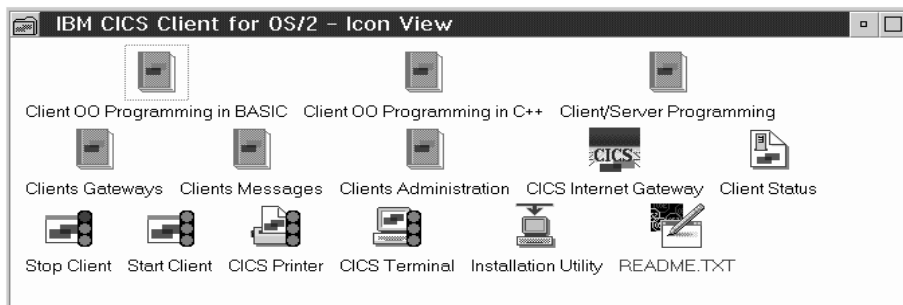 IBM CICS Client for OS/2 - Icon View
Client OO Programming in BASIC Client OO Programming in C++ Client/Server Programming
CICS
Clients Gateways Clients Messages Clients Administration CICS Internet Gateway Client Status
Stop Client Start Client CICS Printer CICS Terminal Installation Utility README.TXT